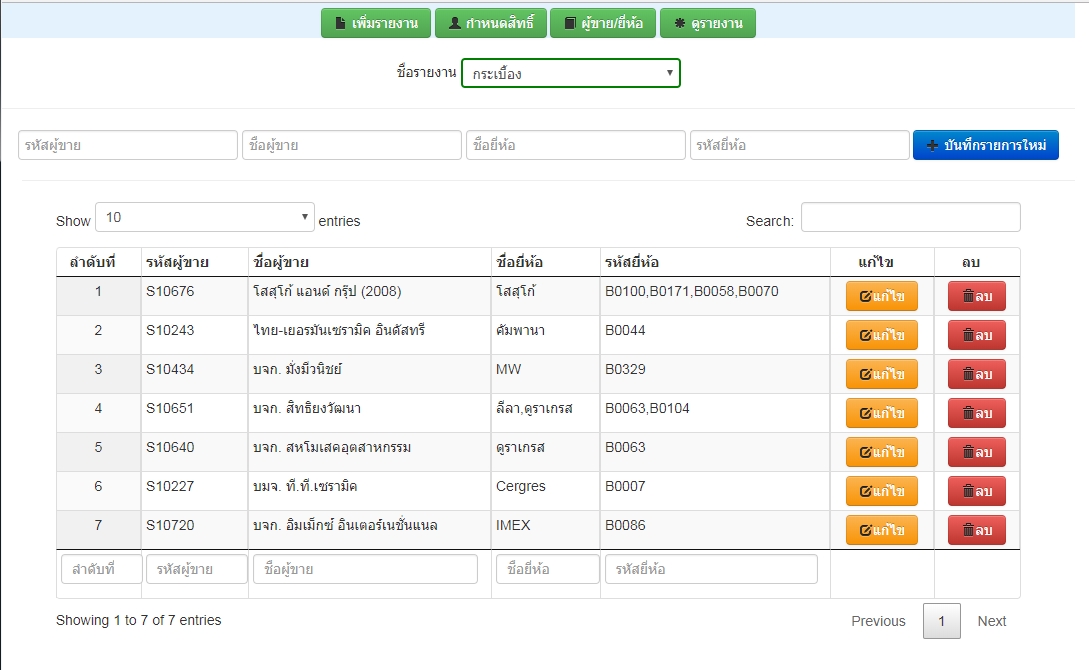 เพิ่มรายงาน กำหนดสิทธิ์ ผู้ขาย/ยี่ห้อ ดูรายงาน
ชื่อรายงาน กระเบื้อง
รหัสผู้ขาย ชื่อผู้ขาย ชื่อยี่ห้อ รหัสยี่ห้อ บันทึกรายการใหม่
Show 10 entries Search:
ลำดับที่ รหัสผู้ขาย ชื่อผู้ขาย ชื่อยี่ห้อ รหัสยี่ห้อ แก้ไข ลบ
1 S10676 โสสุโก้ แอนด์ กรุ๊ป (2008) โสสุโก้ B0100,B0171,B0058,B0070 แก้ไข ลบ
2 S10243 ไทย-เยอรมันเซรามิค อินดัสทรี คัมพานา B0044 แก้ไข ลบ
3 S10434 บจก. มั่งมีวนิชย์ MW B0329 แก้ไข ลบ
4 S10651 บจก. สิทธิยงวัฒนา ลีลา,ดูราเกรส B0063,B0104 แก้ไข ลบ
5 S10640 บจก. สหโมเสคอุตสาหกรรม ดูราเกรส B0063 แก้ไข ลบ
6 S10227 บมจ. ที.ที.เซรามิค Cergres B0007 แก้ไข ลบ
7 S10720 บจก. อิมเม็กซ์ อินเตอร์เนชั่นแนล IMEX B0086 แก้ไข ลบ
ลำดับที่ รหัสผู้ขาย ชื่อผู้ขาย ชื่อยี่ห้อ รหัสยี่ห้อ
Showing 1 to 7 of 7 entries Previous 1 Next